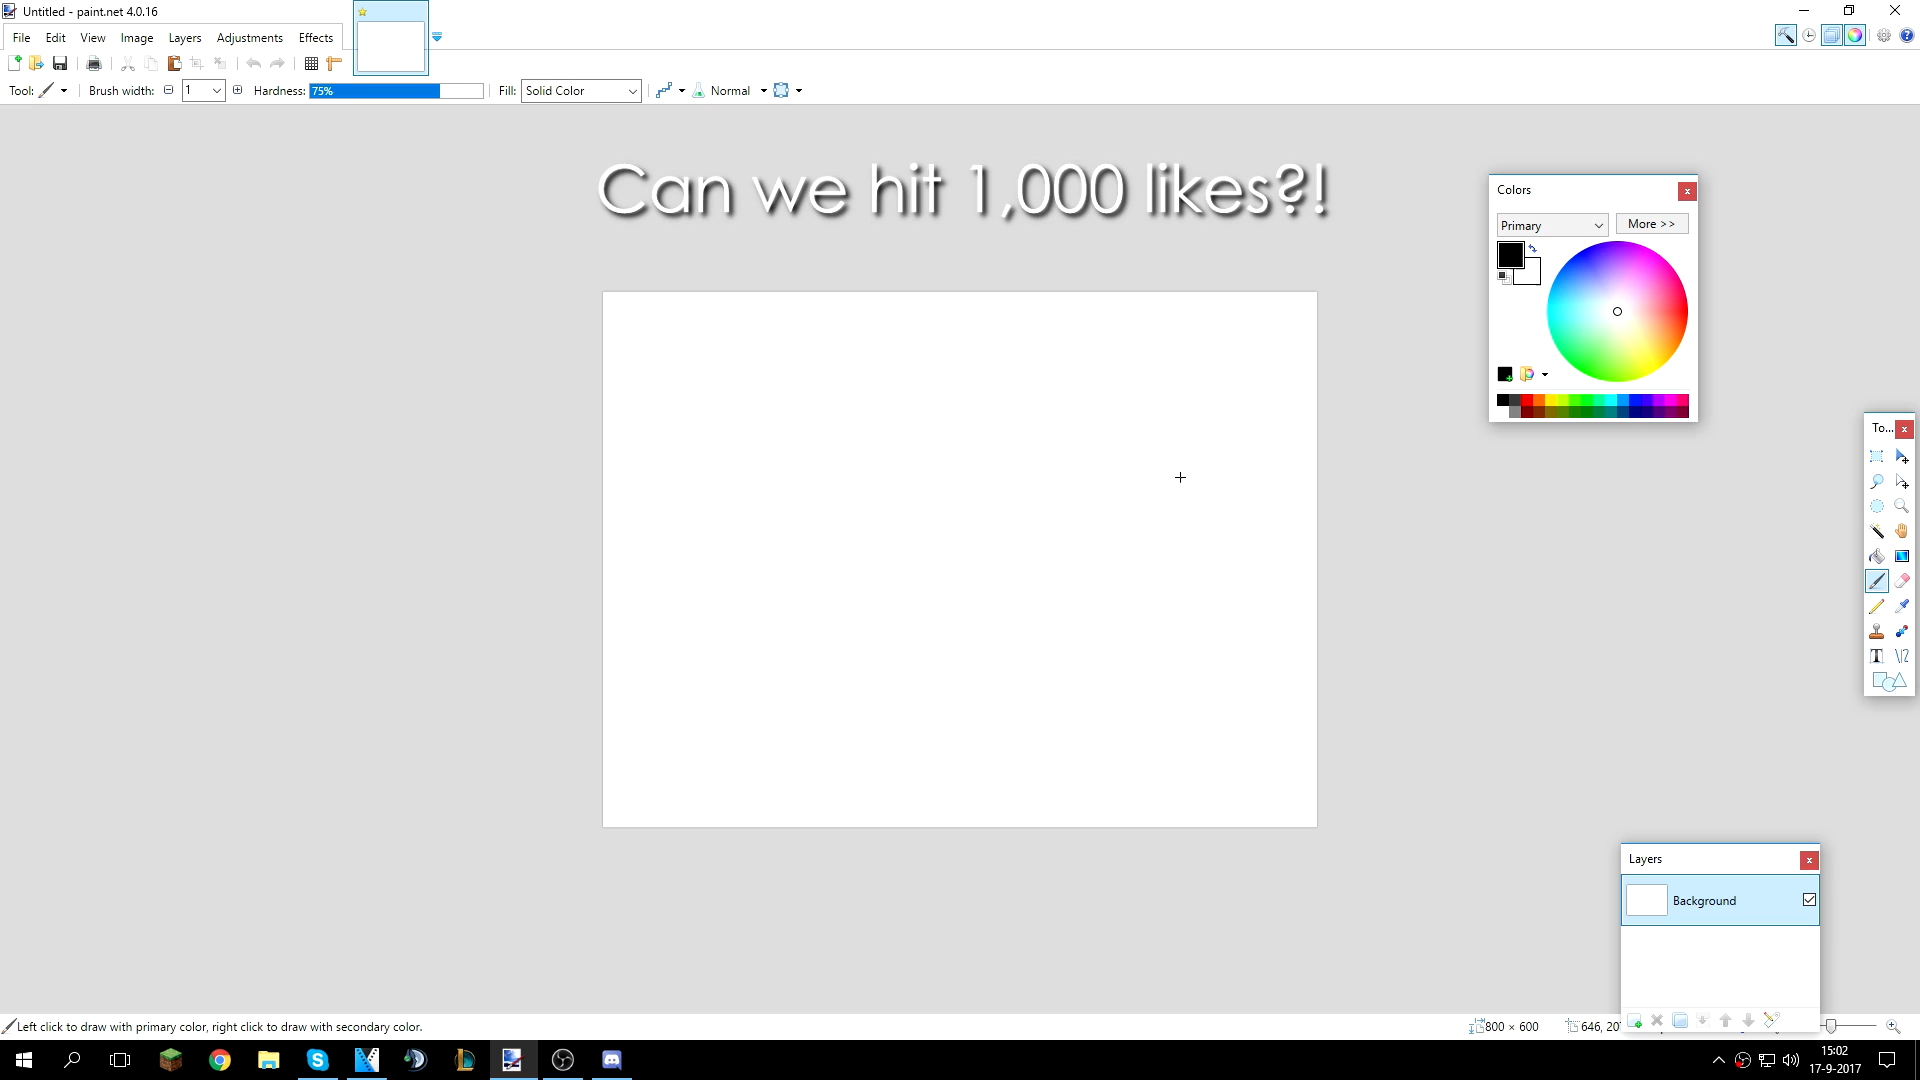 Untitled - paint.net 4.0.16
File Edit View Image Layers Adjustments Effects
Tool: Brush width: 1 Hardness: 75% Fill: Solid Color Normal
Can we hit 1,000 likes?!
Colors
Primary More >>
To...
Layers
Background
Left click to draw with primary color, right click to draw with secondary color.
800 × 600
15:02
17-9-2017